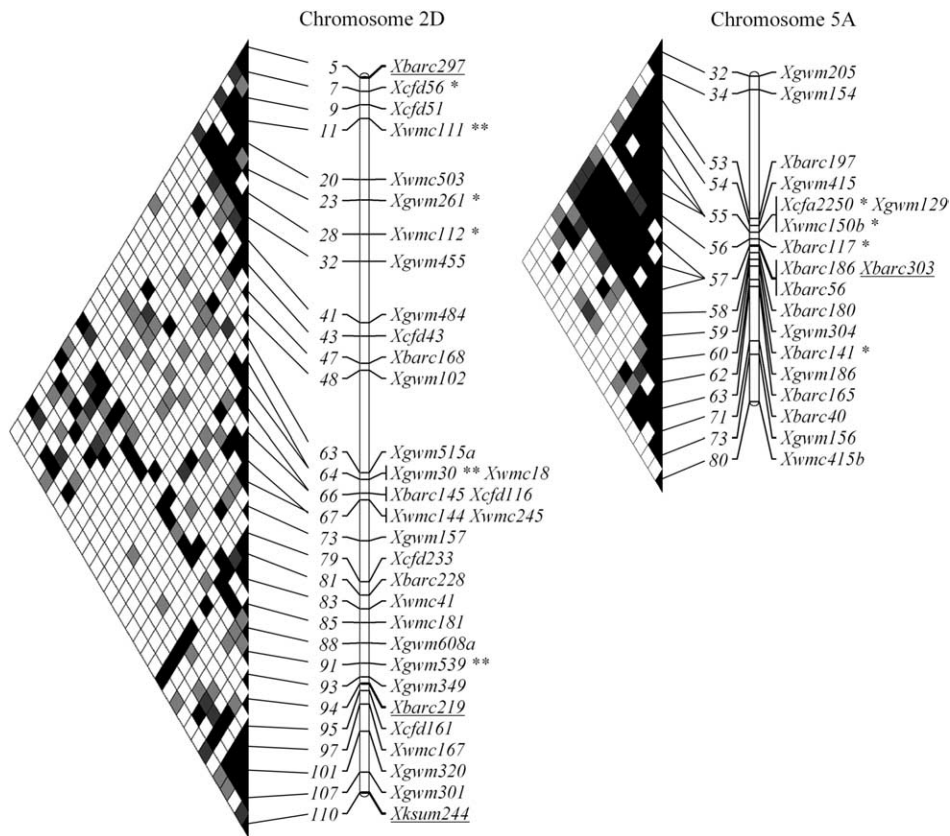 Chromosome 2D
5 Xbarc297
7 Xcfd56 *
9 Xcfd51
11 Xwmc111 **
20 Xwmc503
23 Xgwm261 *
28 Xwmc112 *
32 Xgwm455
41 Xgwm484
43 Xcfd43
47 Xbarc168
48 Xgwm102
63 Xgwm515a
64 Xgwm30 ** Xwmc18
66 Xbarc145 Xcfd116
67 Xwmc144 Xwmc245
73 Xgwm157
79 Xcfd233
81 Xbarc228
83 Xwmc41
85 Xwmc181
88 Xgwm608a
91 Xgwm539 **
93 Xgwm349
94 Xbarc219
95 Xcfd161
97 Xwmc167
101 Xgwm320
107 Xgwm301
110 Xksum244
Chromosome 5A
32 Xgwm205
34 Xgwm154
53 Xbarc197
54 Xgwm415
Xcfa2250 * Xgwm129
55 Xwmc150b *
56 Xbarc117 *
57 Xbarc186 Xbarc303
Xbarc56
58 Xbarc180
59 Xgwm304
60 Xbarc141 *
62 Xgwm186
63 Xbarc165
71 Xbarc40
73 Xgwm156
80 Xwmc415b